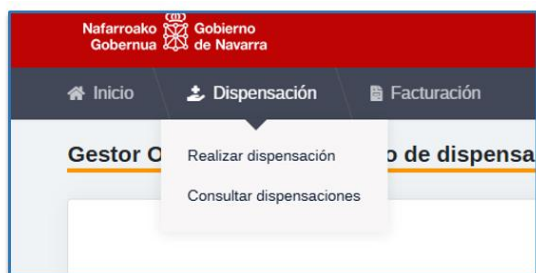 Nafarroako Gobernua
Gobierno de Navarra
Inicio
Dispensación
Facturación
Gestor O
o de dispensa
Realizar dispensación
Consultar dispensaciones